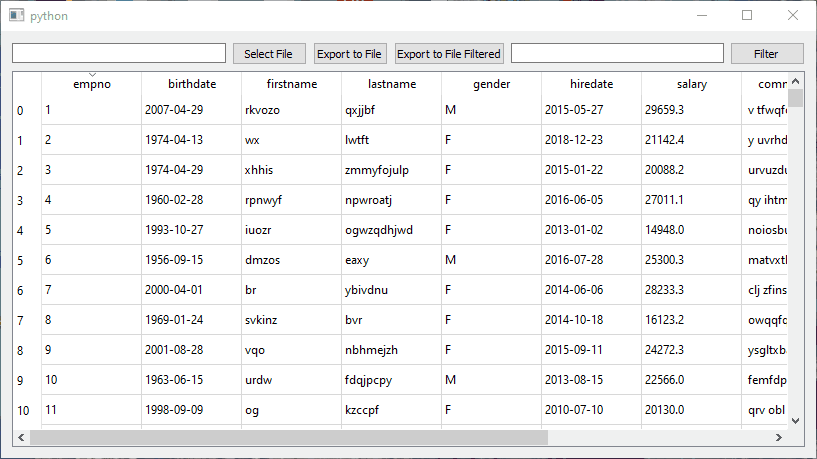 python
Select File Export to File Export to File Filtered Filter
empno birthdate firstname lastname gender hiredate salary comm
0 1 2007-04-29 rkvozo qxjjbf M 2015-05-27 29659.3 v tfwqf
1 2 1974-04-13 wx lwtft F 2018-12-23 21142.4 y uvrhd
2 3 1974-04-29 xhhis zmmyfojulp F 2015-01-22 20088.2 urvuzdu
3 4 1960-02-28 rpnwyf npwroatj F 2016-06-05 27011.1 qy ihtm
4 5 1993-10-27 iuozr ogwzqdhjwd F 2013-01-02 14948.0 noiosbu
5 6 1956-09-15 dmzos eaxy M 2016-07-28 25300.3 matvxtl
6 7 2000-04-01 br ybivdnu F 2014-06-06 28233.3 clj zfins
7 8 1969-01-24 svkinz bvr F 2014-10-18 16123.2 owqqfq
8 9 2001-08-28 vqo nbhmejzh F 2015-09-11 24272.3 ysgltxb
9 10 1963-06-15 urdw fdqjpcpy M 2013-08-15 22566.0 femfdp
10 11 1998-09-09 og kzccpf F 2010-07-10 20130.0 qrv obl